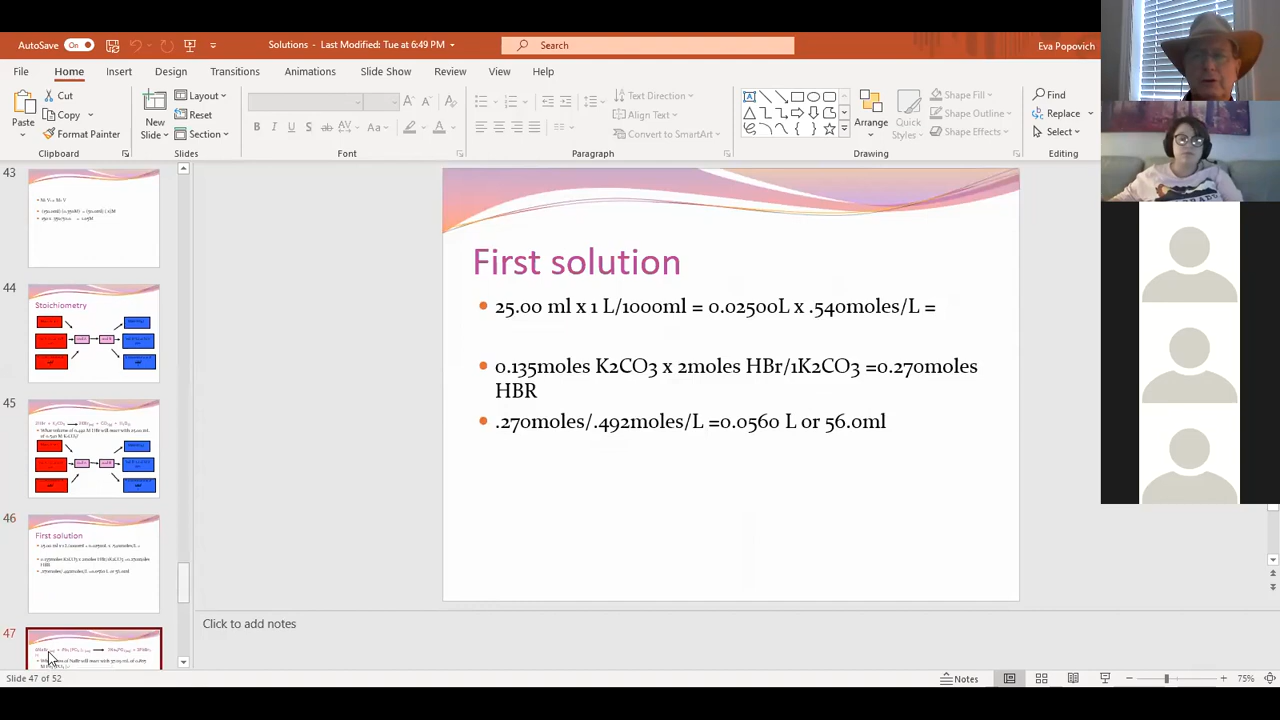 AutoSave On Solutions - Last Modified: Tue at 6:49 PM Search Eva Popovich
File Home Insert Design Transitions Animations Slide Show Review View Help
Paste Cut Copy Format Painter
New Slide Layout Reset Section
Text Direction Align Text Convert to SmartArt
Arrange Quick Styles Shape Fill Shape Outline Shape Effects
Find Replace Select
Clipboard Slides Font Paragraph Drawing Editing
43
44
Stoichiometry
45
46
First solution
47
First solution
25.00 ml x 1 L/1000ml = 0.02500L x .540moles/L =
0.135moles K2CO3 x 2moles HBr/1K2CO3 =0.270moles
HBR
.270moles/.492moles/L =0.0560 L or 56.0ml
Click to add notes
Slide 47 of 52 Notes 75%